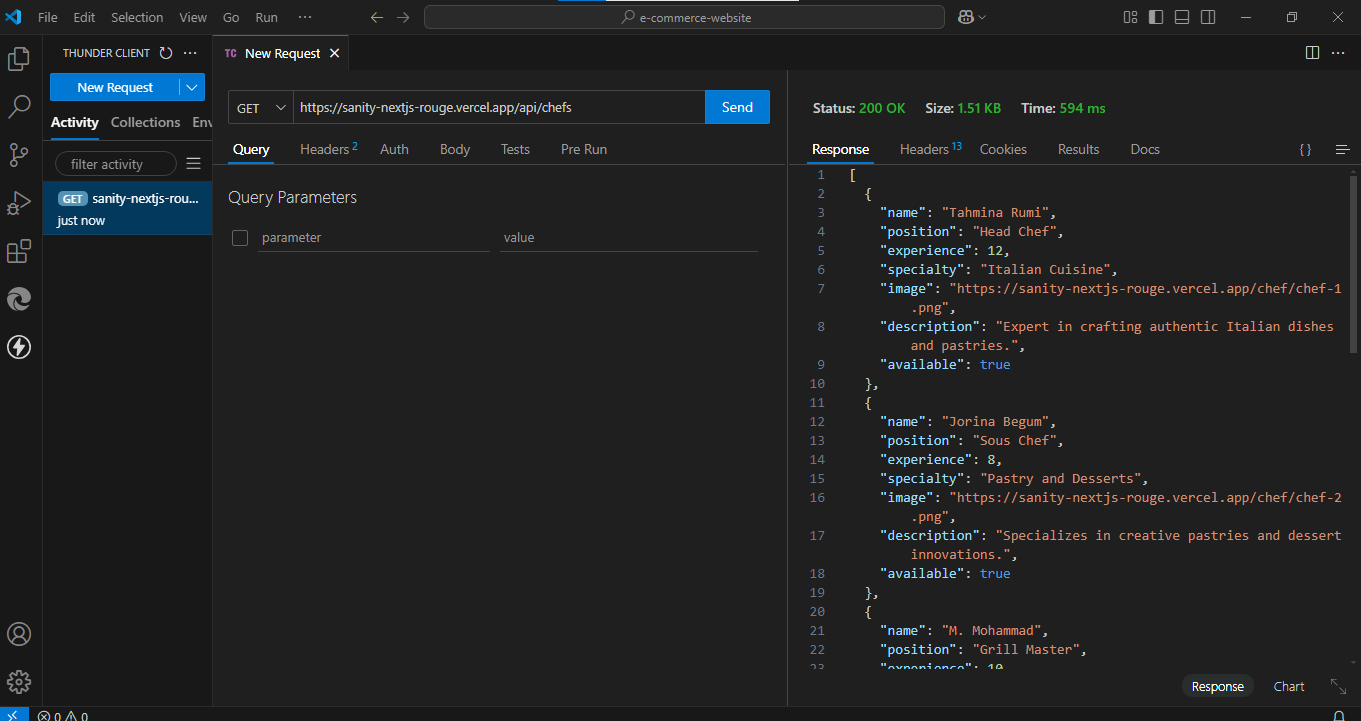 File Edit Selection View Go Run ··· e-commerce-website
THUNDER CLIENT ···
New Request
Activity Collections Env
filter activity
GET sanity-nextjs-rou...
just now
TC New Request
GET https://sanity-nextjs-rouge.vercel.app/api/chefs Send
Query Headers 2 Auth Body Tests Pre Run
Query Parameters
parameter value
Status: 200 OK Size: 1.51 KB Time: 594 ms
Response Headers 13 Cookies Results Docs { }
1 [
2 {
3 "name": "Tahmina Rumi",
4 "position": "Head Chef",
5 "experience": 12,
6 "specialty": "Italian Cuisine",
7 "image": "https://sanity-nextjs-rouge.vercel.app/chef/chef-1
.png",
8 "description": "Expert in crafting authentic Italian dishes
and pastries.",
9 "available": true
10 },
11 {
12 "name": "Jorina Begum",
13 "position": "Sous Chef",
14 "experience": 8,
15 "specialty": "Pastry and Desserts",
16 "image": "https://sanity-nextjs-rouge.vercel.app/chef/chef-2
.png",
17 "description": "Specializes in creative pastries and dessert
innovations.",
18 "available": true
19 },
20 {
21 "name": "M. Mohammad",
22 "position": "Grill Master",
23 "experience": 10
Response Chart
0 0